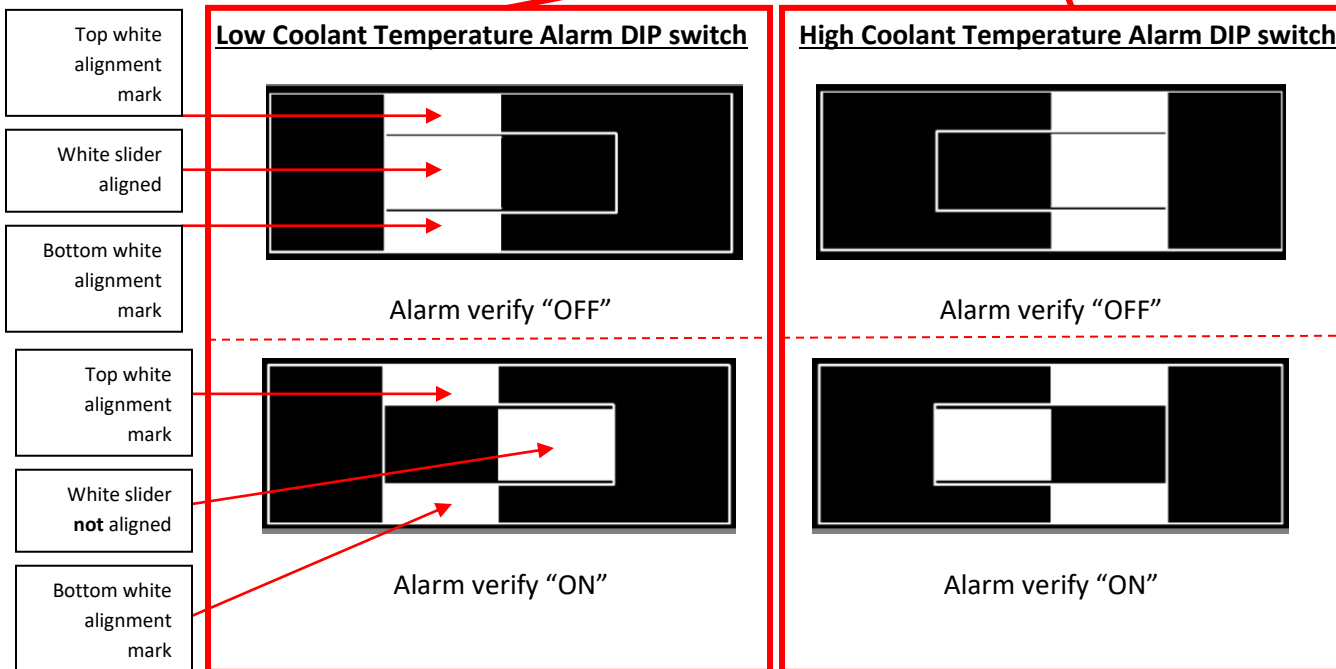 Top white
alignment
mark
White slider
aligned
Bottom white
alignment
mark
Top white
alignment
mark
White slider
not aligned
Bottom white
alignment
mark
Low Coolant Temperature Alarm DIP switch
Alarm verify “OFF”
Alarm verify “ON”
High Coolant Temperature Alarm DIP switch
Alarm verify “OFF”
Alarm verify “ON”